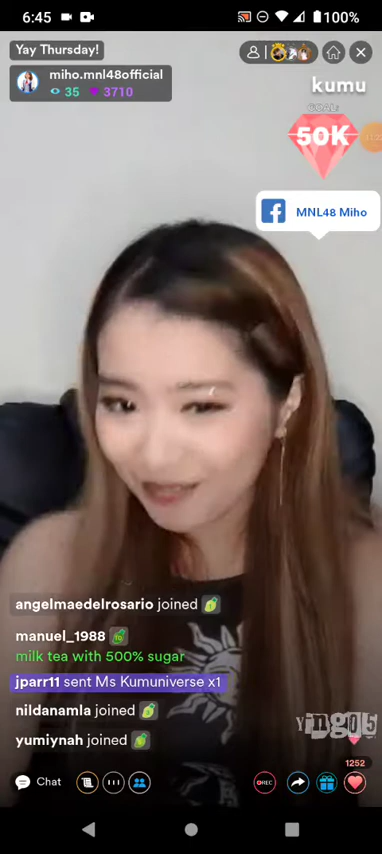 6:45
100%
Yay Thursday!
miho.mnl48official
35 3710
kumu
GOAL:
50K
MNL48 Miho
angelmaedelrosario joined
manuel_1988
milk tea with 500% sugar
jparr11 sent Ms Kumuniverse x1
nildanamla joined
yumiynah joined
1252
Chat
REC